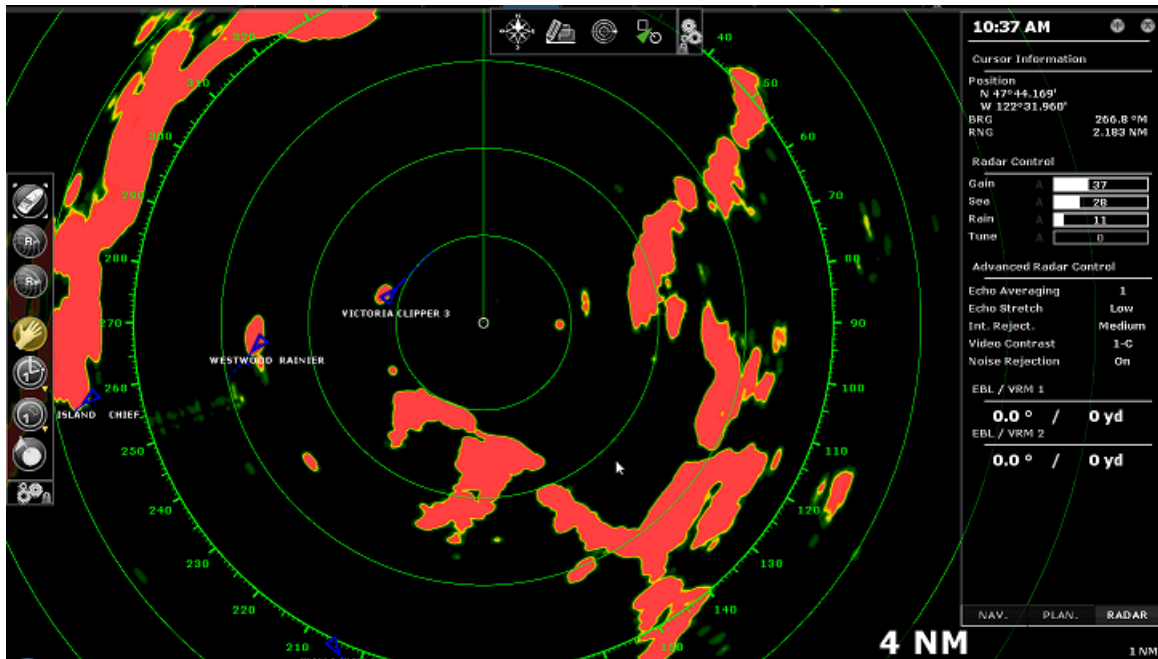 320
310
300
290
280
270
260
250
240
230
220
210
40
50
60
70
80
90
100
110
120
130
140
150
VICTORIA CLIPPER 3
WESTWOOD RAINIER
ISLAND CHIEF
4 NM
10:37 AM
Cursor Information
Position
N 47°44.169'
W 122°31.960'
BRG 266.8 °M
RNG 2.183 NM
Radar Control
Gain A 37
Sea A 28
Rain A 11
Tune A 0
Advanced Radar Control
Echo Averaging 1
Echo Stretch Low
Int. Reject. Medium
Video Contrast 1-C
Noise Rejection On
EBL / VRM 1
0.0 ° / 0 yd
EBL / VRM 2
0.0 ° / 0 yd
NAV. PLAN. RADAR
1 NM